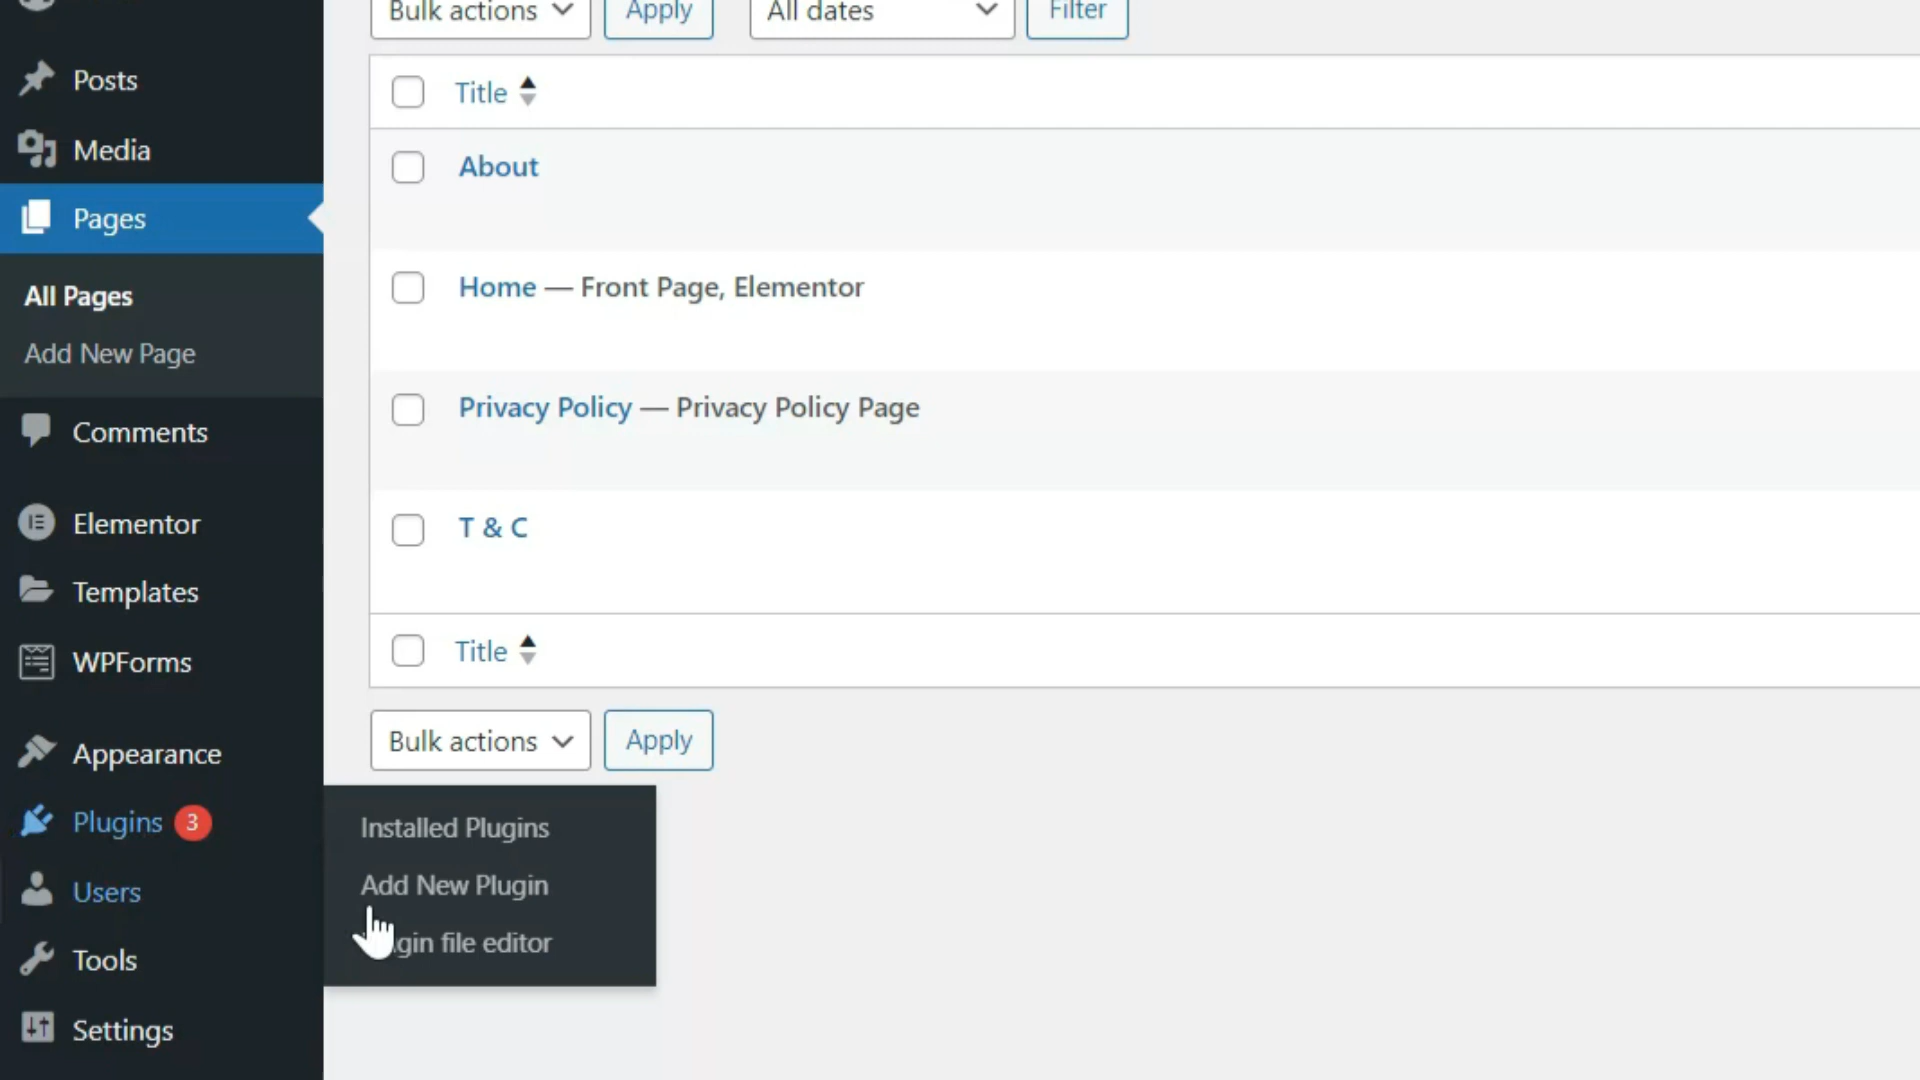 Bulk actions Apply All dates Filter
Posts
Media
Pages
All Pages
Add New Page
Comments
Elementor
Templates
WPForms
Appearance
Plugins 3
Users
Tools
Settings
Title
About
Home — Front Page, Elementor
Privacy Policy — Privacy Policy Page
T & C
Title
Bulk actions Apply
Installed Plugins
Add New Plugin
file editor